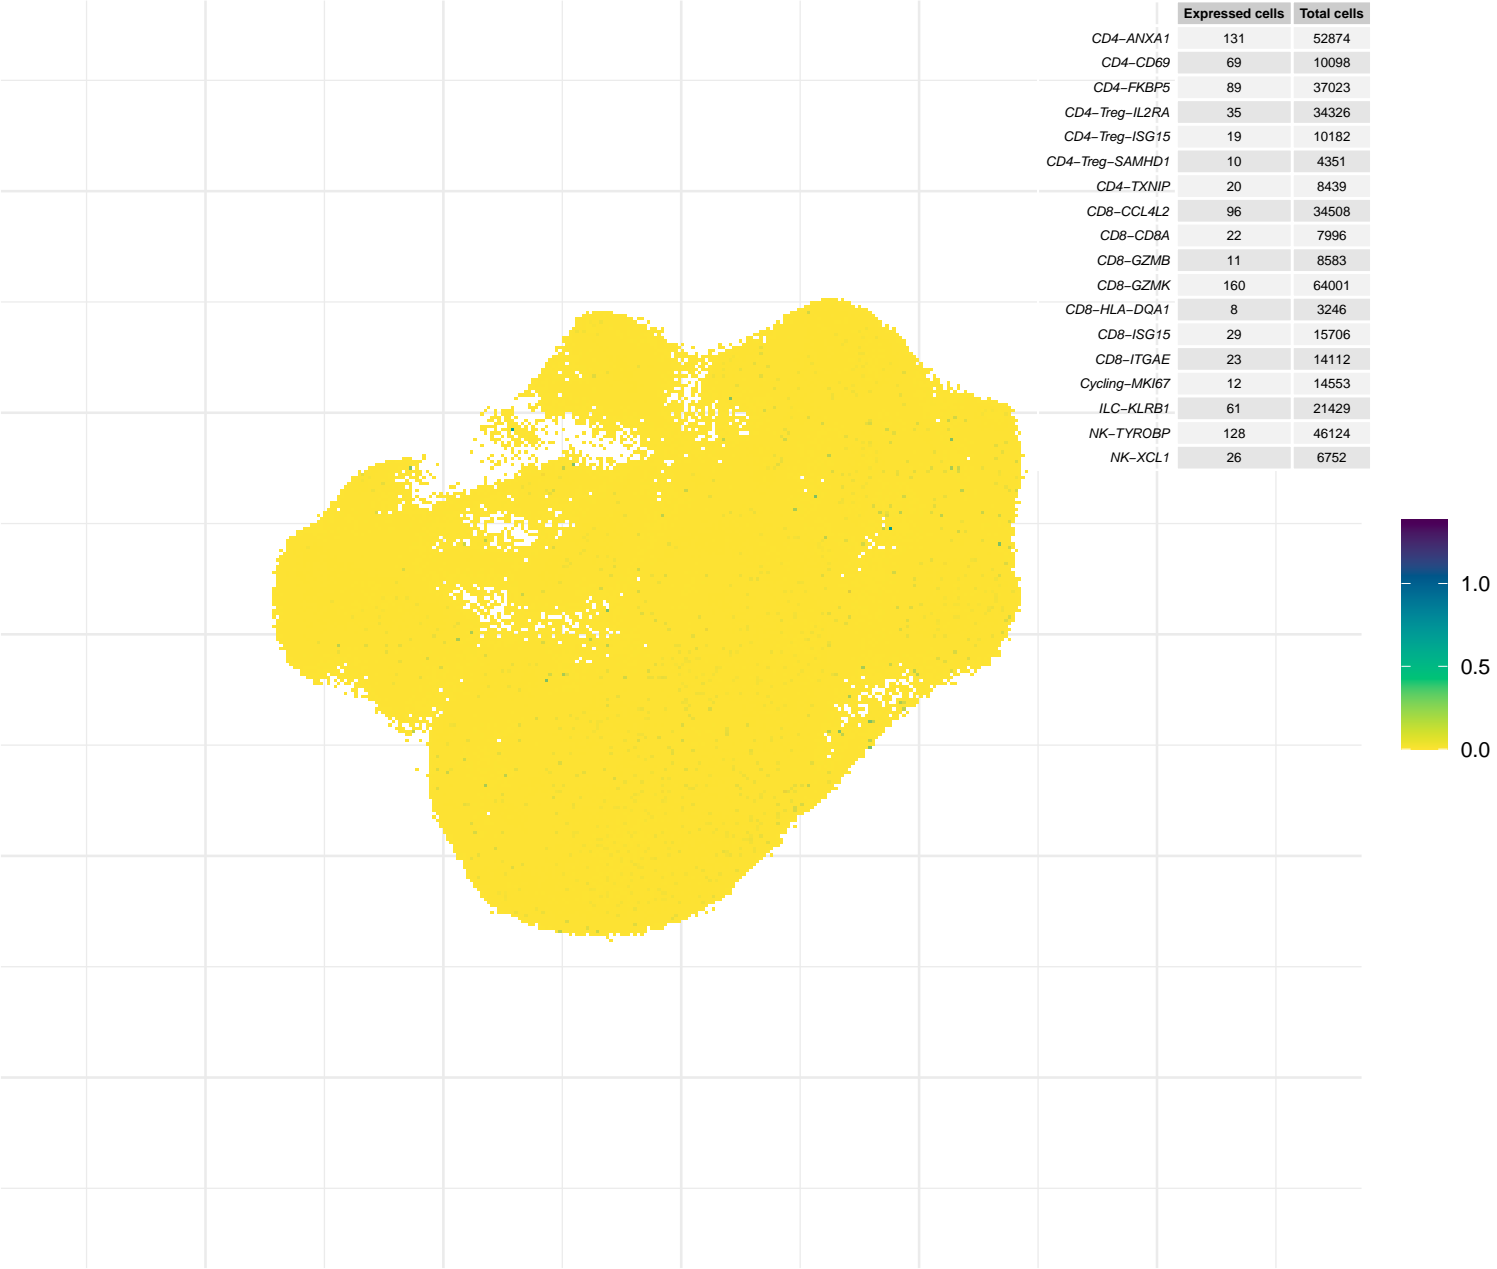 Expressed cells Total cells
CD4−ANXA1 131 52874
CD4−CD69 69 10098
CD4−FKBP5 89 37023
CD4−Treg−IL2RA 35 34326
CD4−Treg−ISG15 19 10182
CD4−Treg−SAMHD1 10 4351
CD4−TXNIP 20 8439
CD8−CCL4L2 96 34508
CD8−CD8A 22 7996
CD8−GZMB 11 8583
CD8−GZMK 160 64001
CD8−HLA−DQA1 8 3246
CD8−ISG15 29 15706
CD8−ITGAE 23 14112
Cycling−MKI67 12 14553
ILC−KLRB1 61 21429
NK−TYROBP 128 46124
NK−XCL1 26 6752
1.0
0.5
0.0